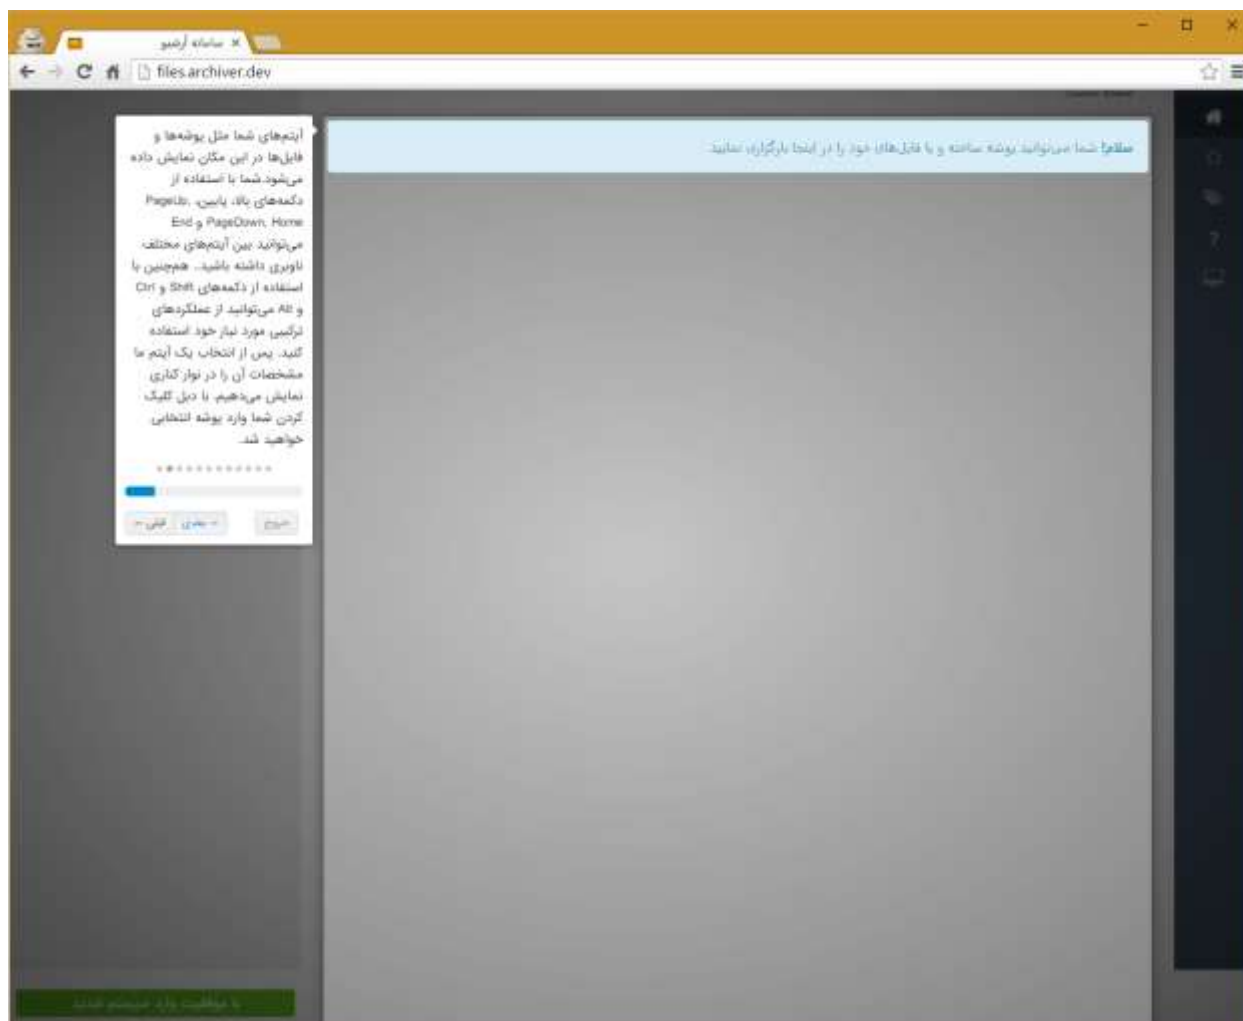 سامانه آرشیو
files.archiver.dev
سلام! شما می‌توانید پوشه ساخته و یا فایل‌های خود را در اینجا بارگزاری نمایید.
آیتم‌های شما مثل پوشه‌ها و
فایل‌ها در این مکان نمایش داده
می‌شود.شما با استفاده از
دکمه‌های بالا، پایین، PageUp,
PageDown, Home و End
می‌توانید بین آیتم‌های مختلف
ناوبری داشته باشید.. همچنین با
استفاده از دکمه‌های Shift و Ctrl
و Alt می‌توانید از عملکردهای
ترکیبی مورد نیاز خود استفاده
کنید. پس از انتخاب یک آیتم ما
مشخصات آن را در نوار کناری
نمایش می‌دهیم. با دبل کلیک
کردن شما وارد پوشه انتخابی
خواهید شد.
خروج
بعدی
قبلی
با موفقیت وارد سیستم شدید